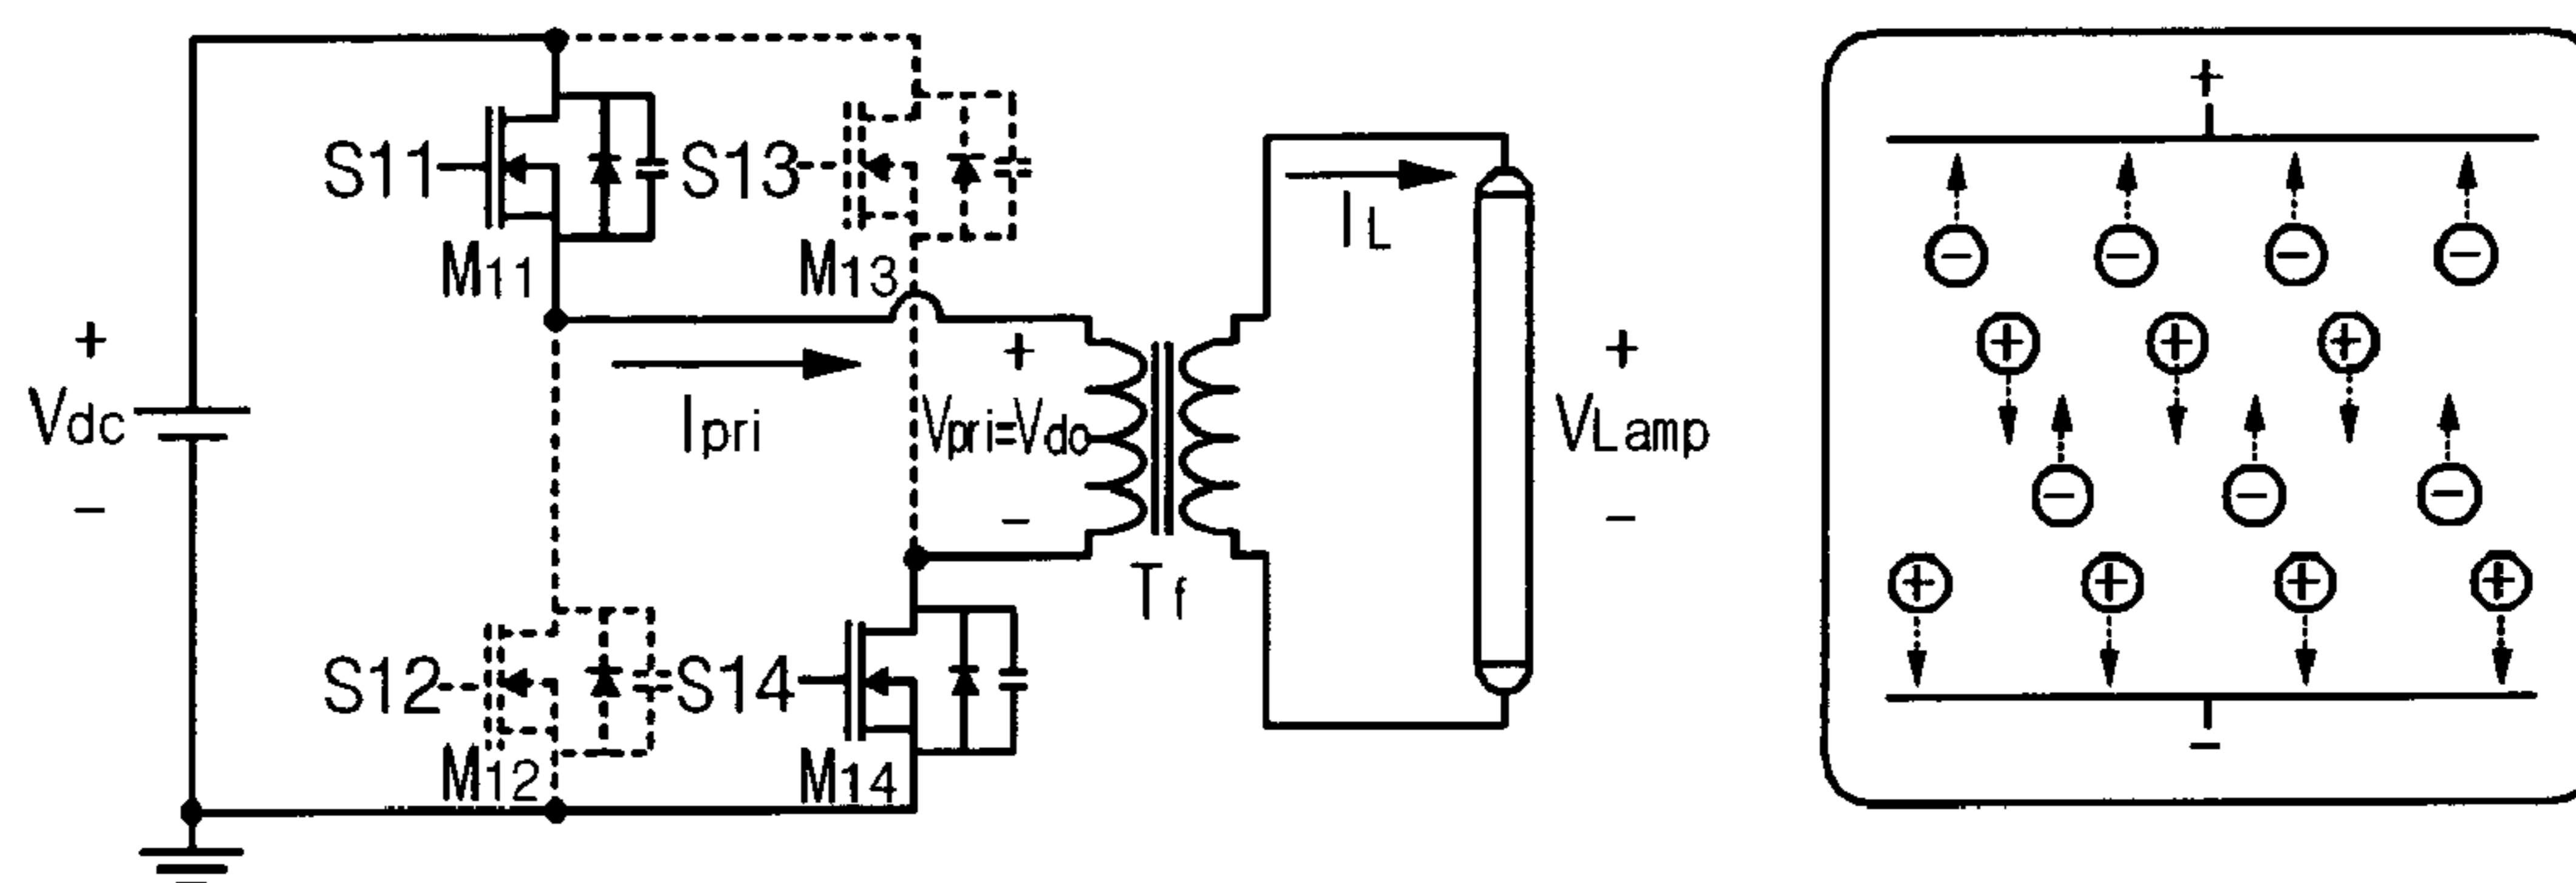 S11
S13
M11
M13
+
Vdc
−
Ipri
+
Vpri=Vdc
−
Tf
IL
+
VLamp
−
S12
S14
M12
M14
+
− − − −
+ + +
− − −
+ + + +
−